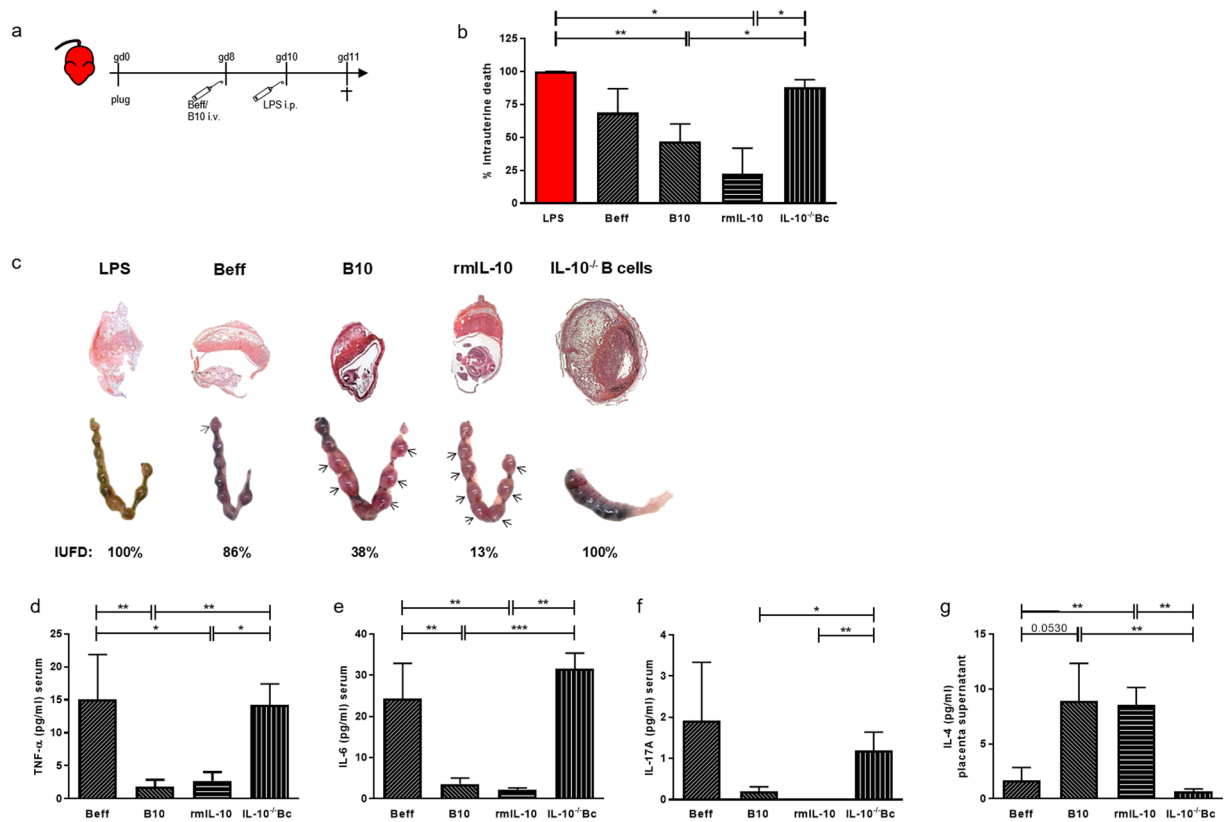 a
gd0 gd8 gd10 gd11
plug
Beff/
B10 i.v.
LPS i.p.
†
b
* *
** *
% intrauterine death
125
100
75
50
25
0
LPS Beff B10 rmIL-10 IL-10⁻/⁻Bc
c
LPS Beff B10 rmIL-10 IL-10⁻/⁻ B cells
IUFD: 100% 86% 38% 13% 100%
d
** **
* *
TNF-α (pg/ml) serum
25
20
15
10
5
0
Beff B10 rmIL-10 IL-10⁻/⁻Bc
e
** **
** ***
IL-6 (pg/ml) serum
40
30
20
10
0
Beff B10 rmIL-10 IL-10⁻/⁻Bc
f
*
**
IL-17A (pg/ml) serum
4
3
2
1
0
Beff B10 rmIL-10 IL-10⁻/⁻Bc
g
** **
0.0530 **
IL-4 (pg/ml)
placenta supernatant
15
10
5
0
Beff B10 rmIL-10 IL-10⁻/⁻Bc